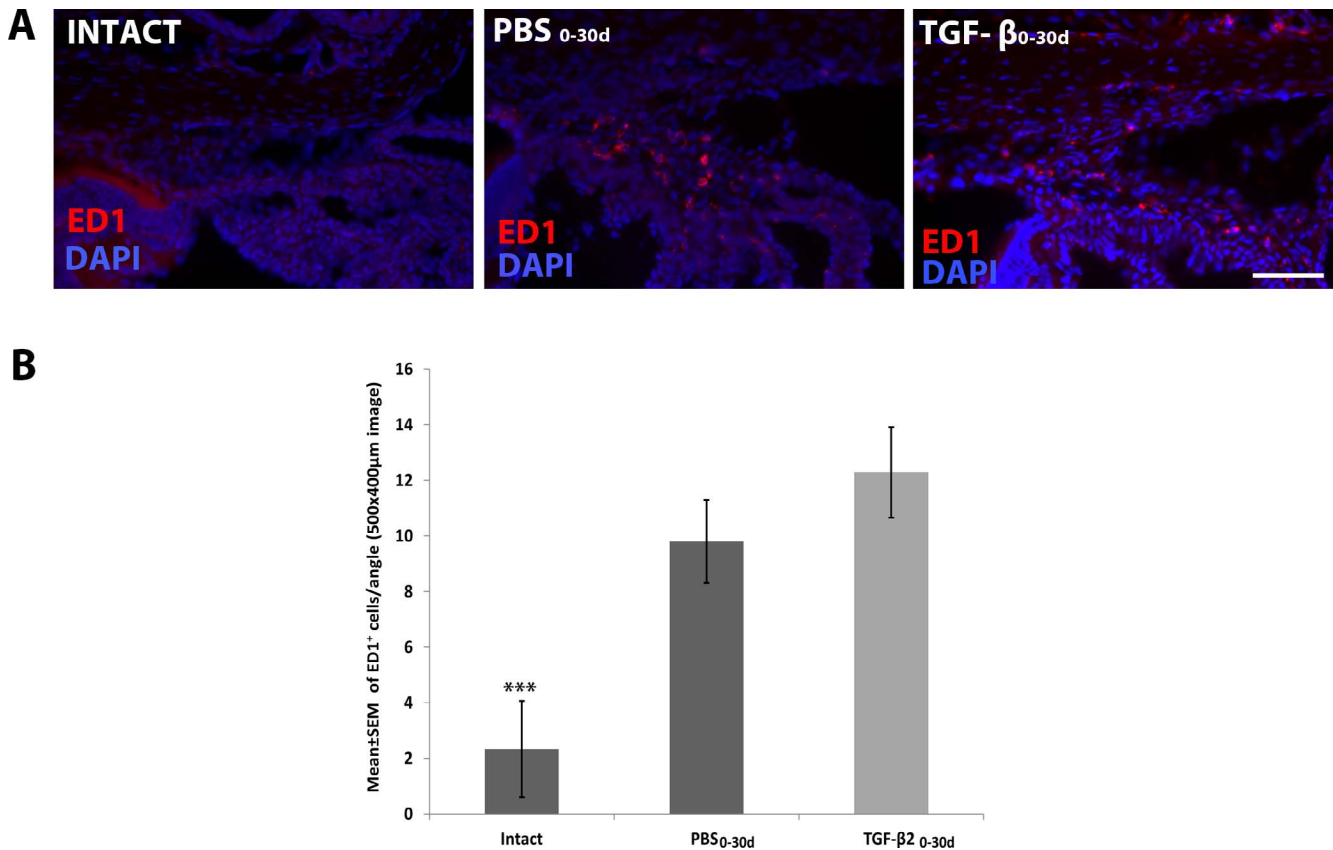 A
INTACT
ED1
DAPI
PBS 0-30d
ED1
DAPI
TGF- β0-30d
ED1
DAPI
B
Mean±SEM of ED1⁺ cells/angle (500x400µm image)
16
14
12
10
8
6
4
2
0
***
Intact
PBS0-30d
TGF-β2 0-30d